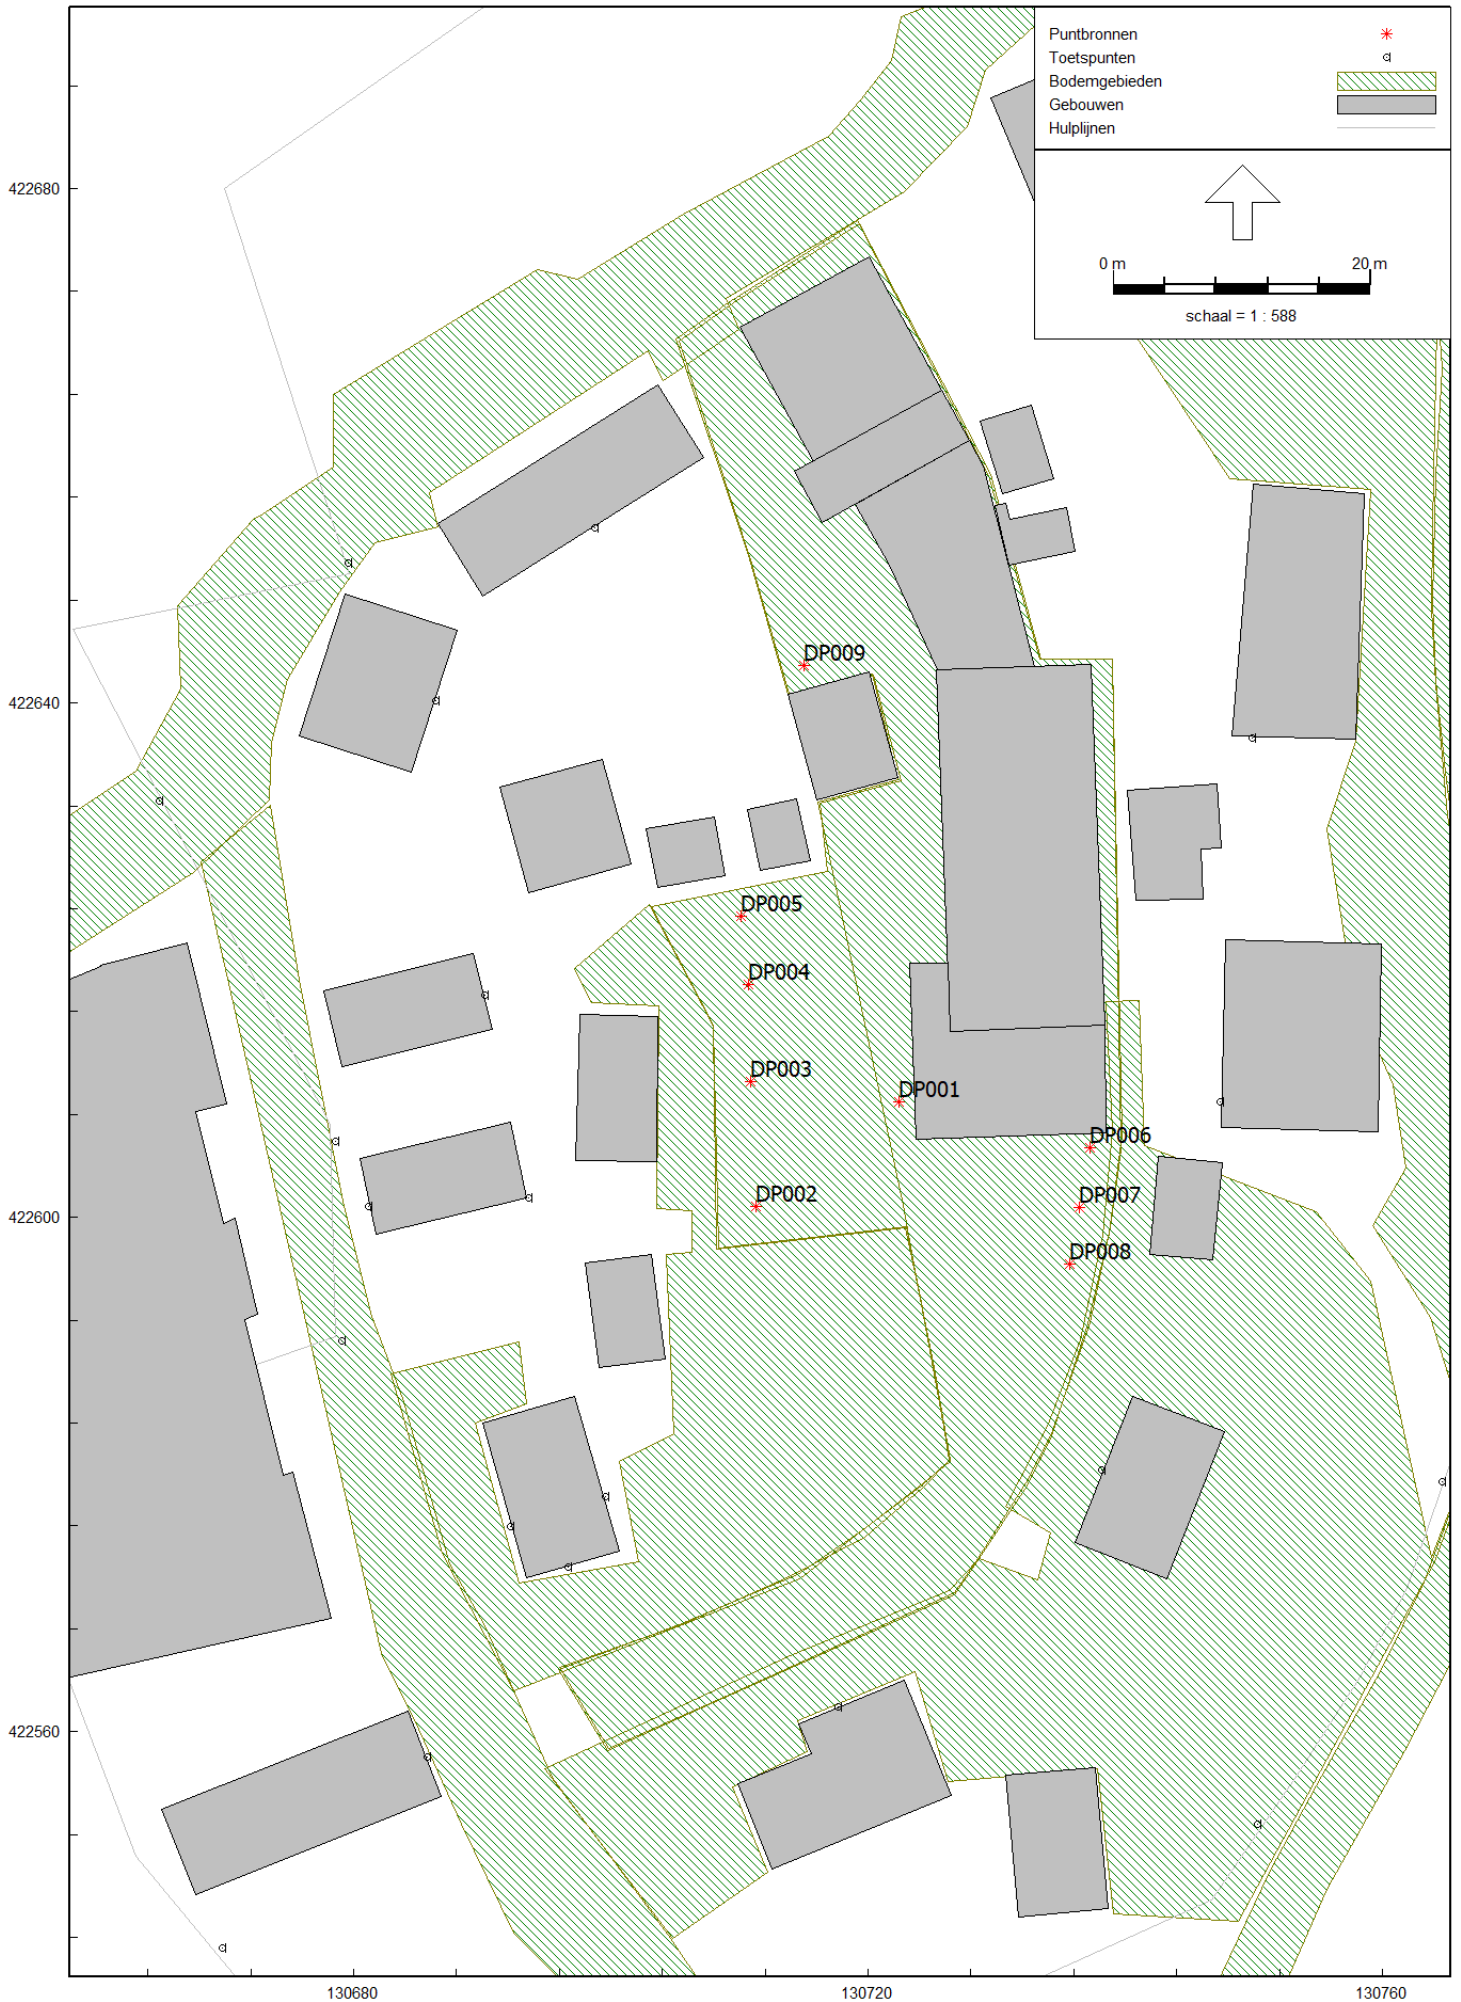 Puntbronnen
Toetspunten
Bodemgebieden
Gebouwen
Hulplijnen
422680
0 m 20 m
schaal = 1 : 588
DP009
422640
DP005
DP004
DP003
DP001
DP006
DP002
DP007
422600
DP008
422560
130680 130720 130760